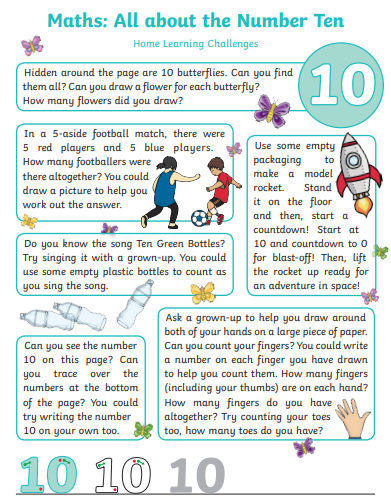 Maths: All about the Number Ten
Home Learning Challenges
Hidden around the page are 10 butterflies. Can you find
them all? Can you draw a flower for each butterfly?
How many flowers did you draw?
10
In a 5-aside football match, there were
5 red players and 5 blue players.
How many footballers were
there altogether? You could
draw a picture to help you
work out the answer.
Use some empty
packaging to
make a model
rocket. Stand
it on the floor
and then, start a
countdown! Start at
10 and countdown to 0
for blast-off! Then, lift
the rocket up ready for
an adventure in space!
Do you know the song Ten Green Bottles?
Try singing it with a grown-up. You could
use some empty plastic bottles to count as
you sing the song.
Ask a grown-up to help you draw around
both of your hands on a large piece of paper.
Can you count your fingers? You could write
a number on each finger you have drawn
to help you count them. How many fingers
(including your thumbs) are on each hand?
How many fingers do you have
altogether? Try counting your toes
too, how many toes do you have?
Can you see the number
10 on this page? Can
you trace over the
numbers at the bottom
of the page? You could
try writing the number
10 on your own too.
10 10 10